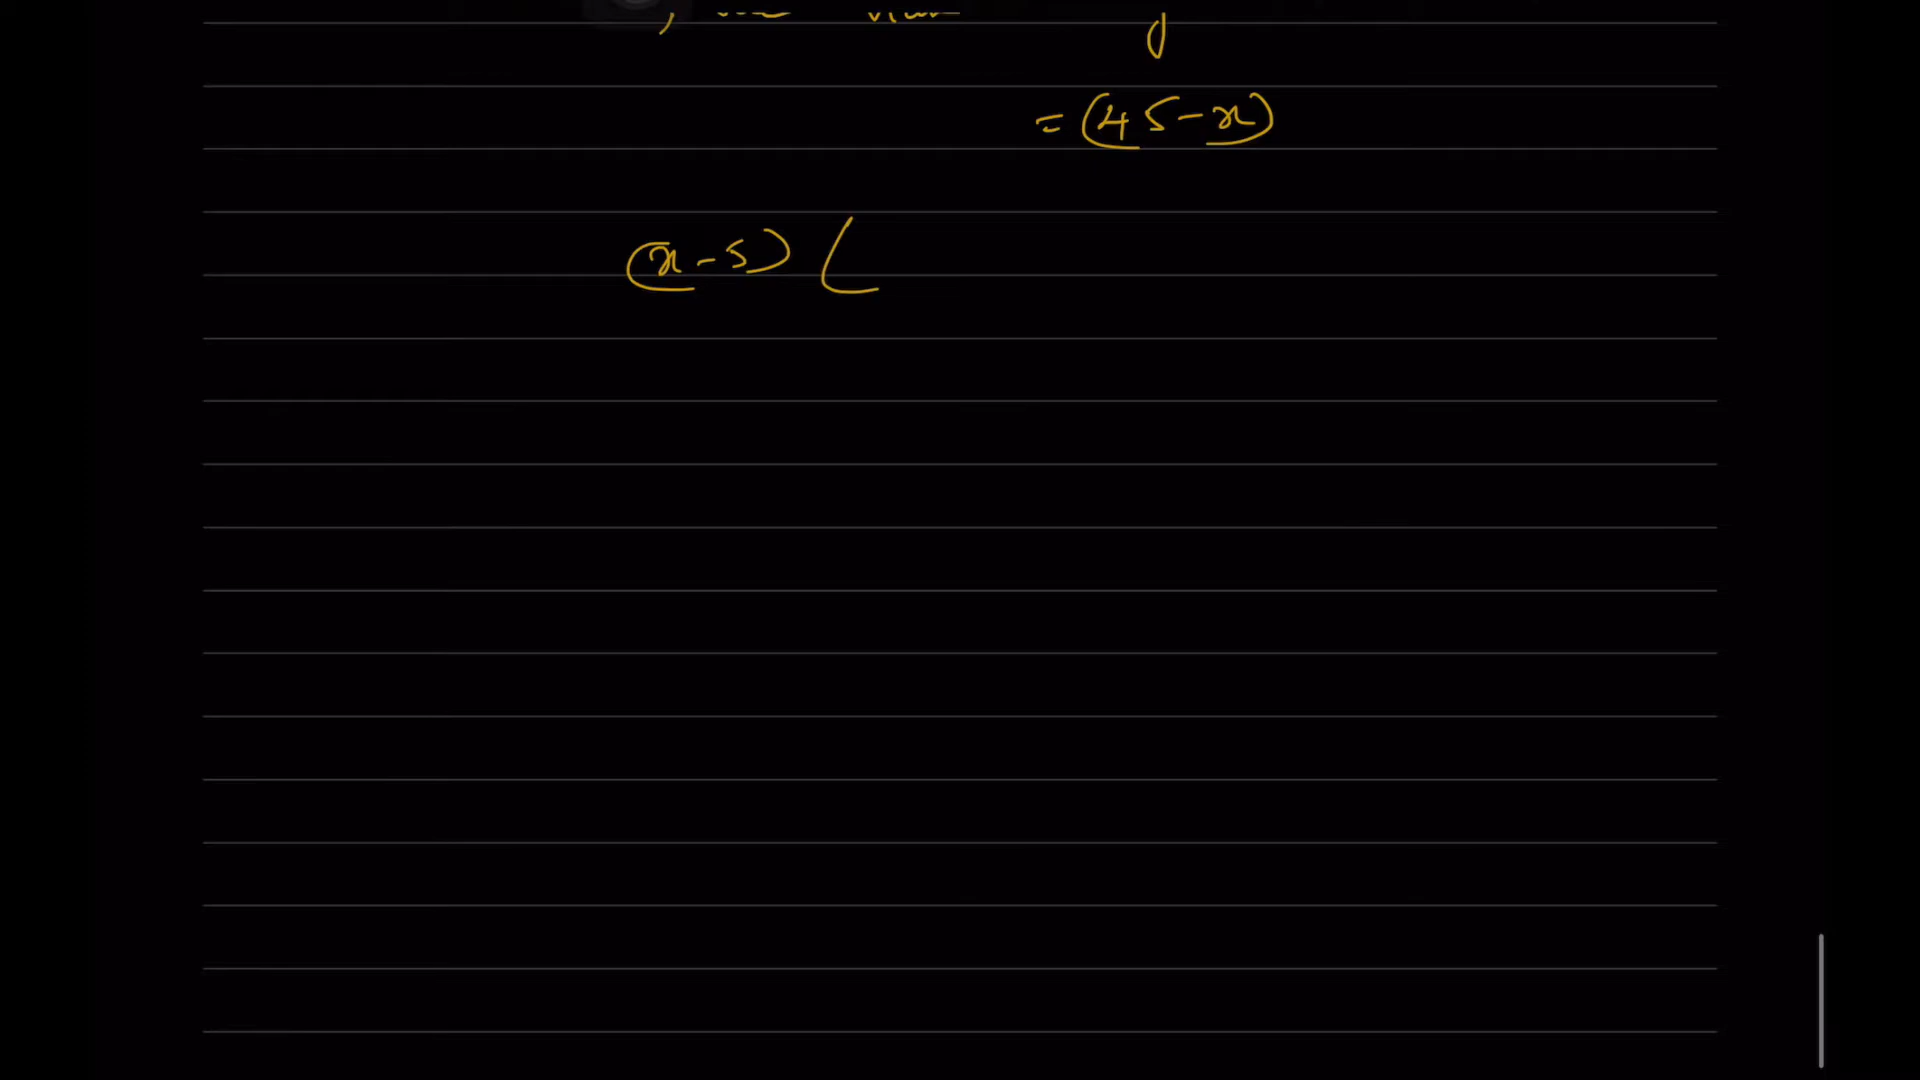 = (45-x)
(x-5) (